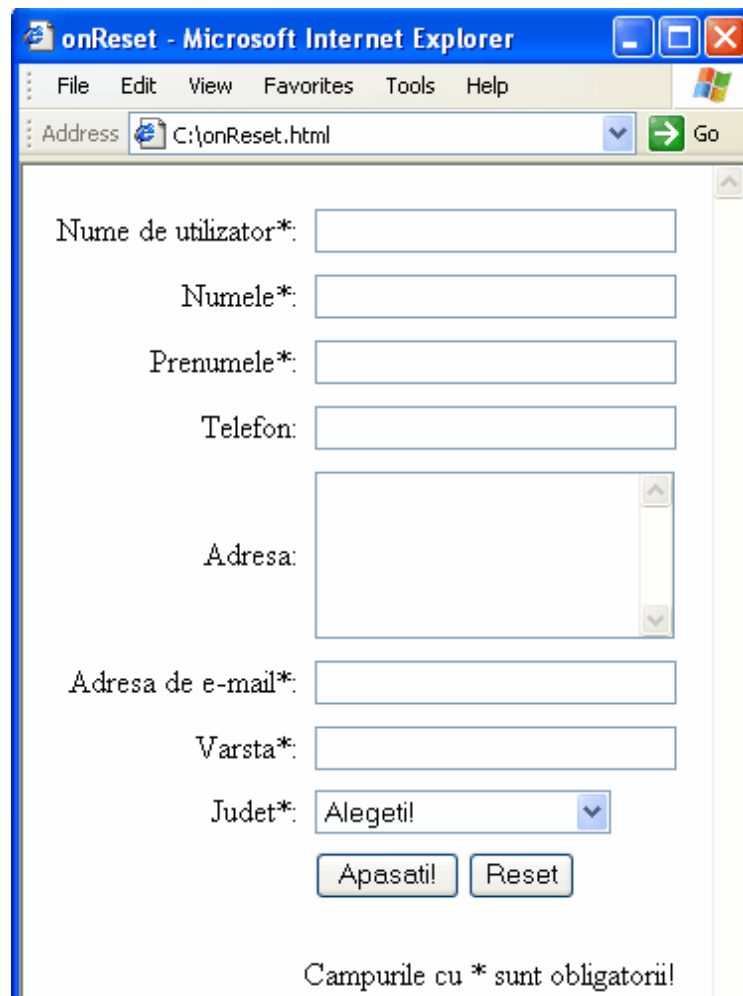 onReset - Microsoft Internet Explorer
File Edit View Favorites Tools Help
Address C:\onReset.html Go
Nume de utilizator*:
Numele*:
Prenumele*:
Telefon:
Adresa:
Adresa de e-mail*:
Varsta*:
Judet*: Alegeti!
Apasati! Reset
Campurile cu * sunt obligatorii!